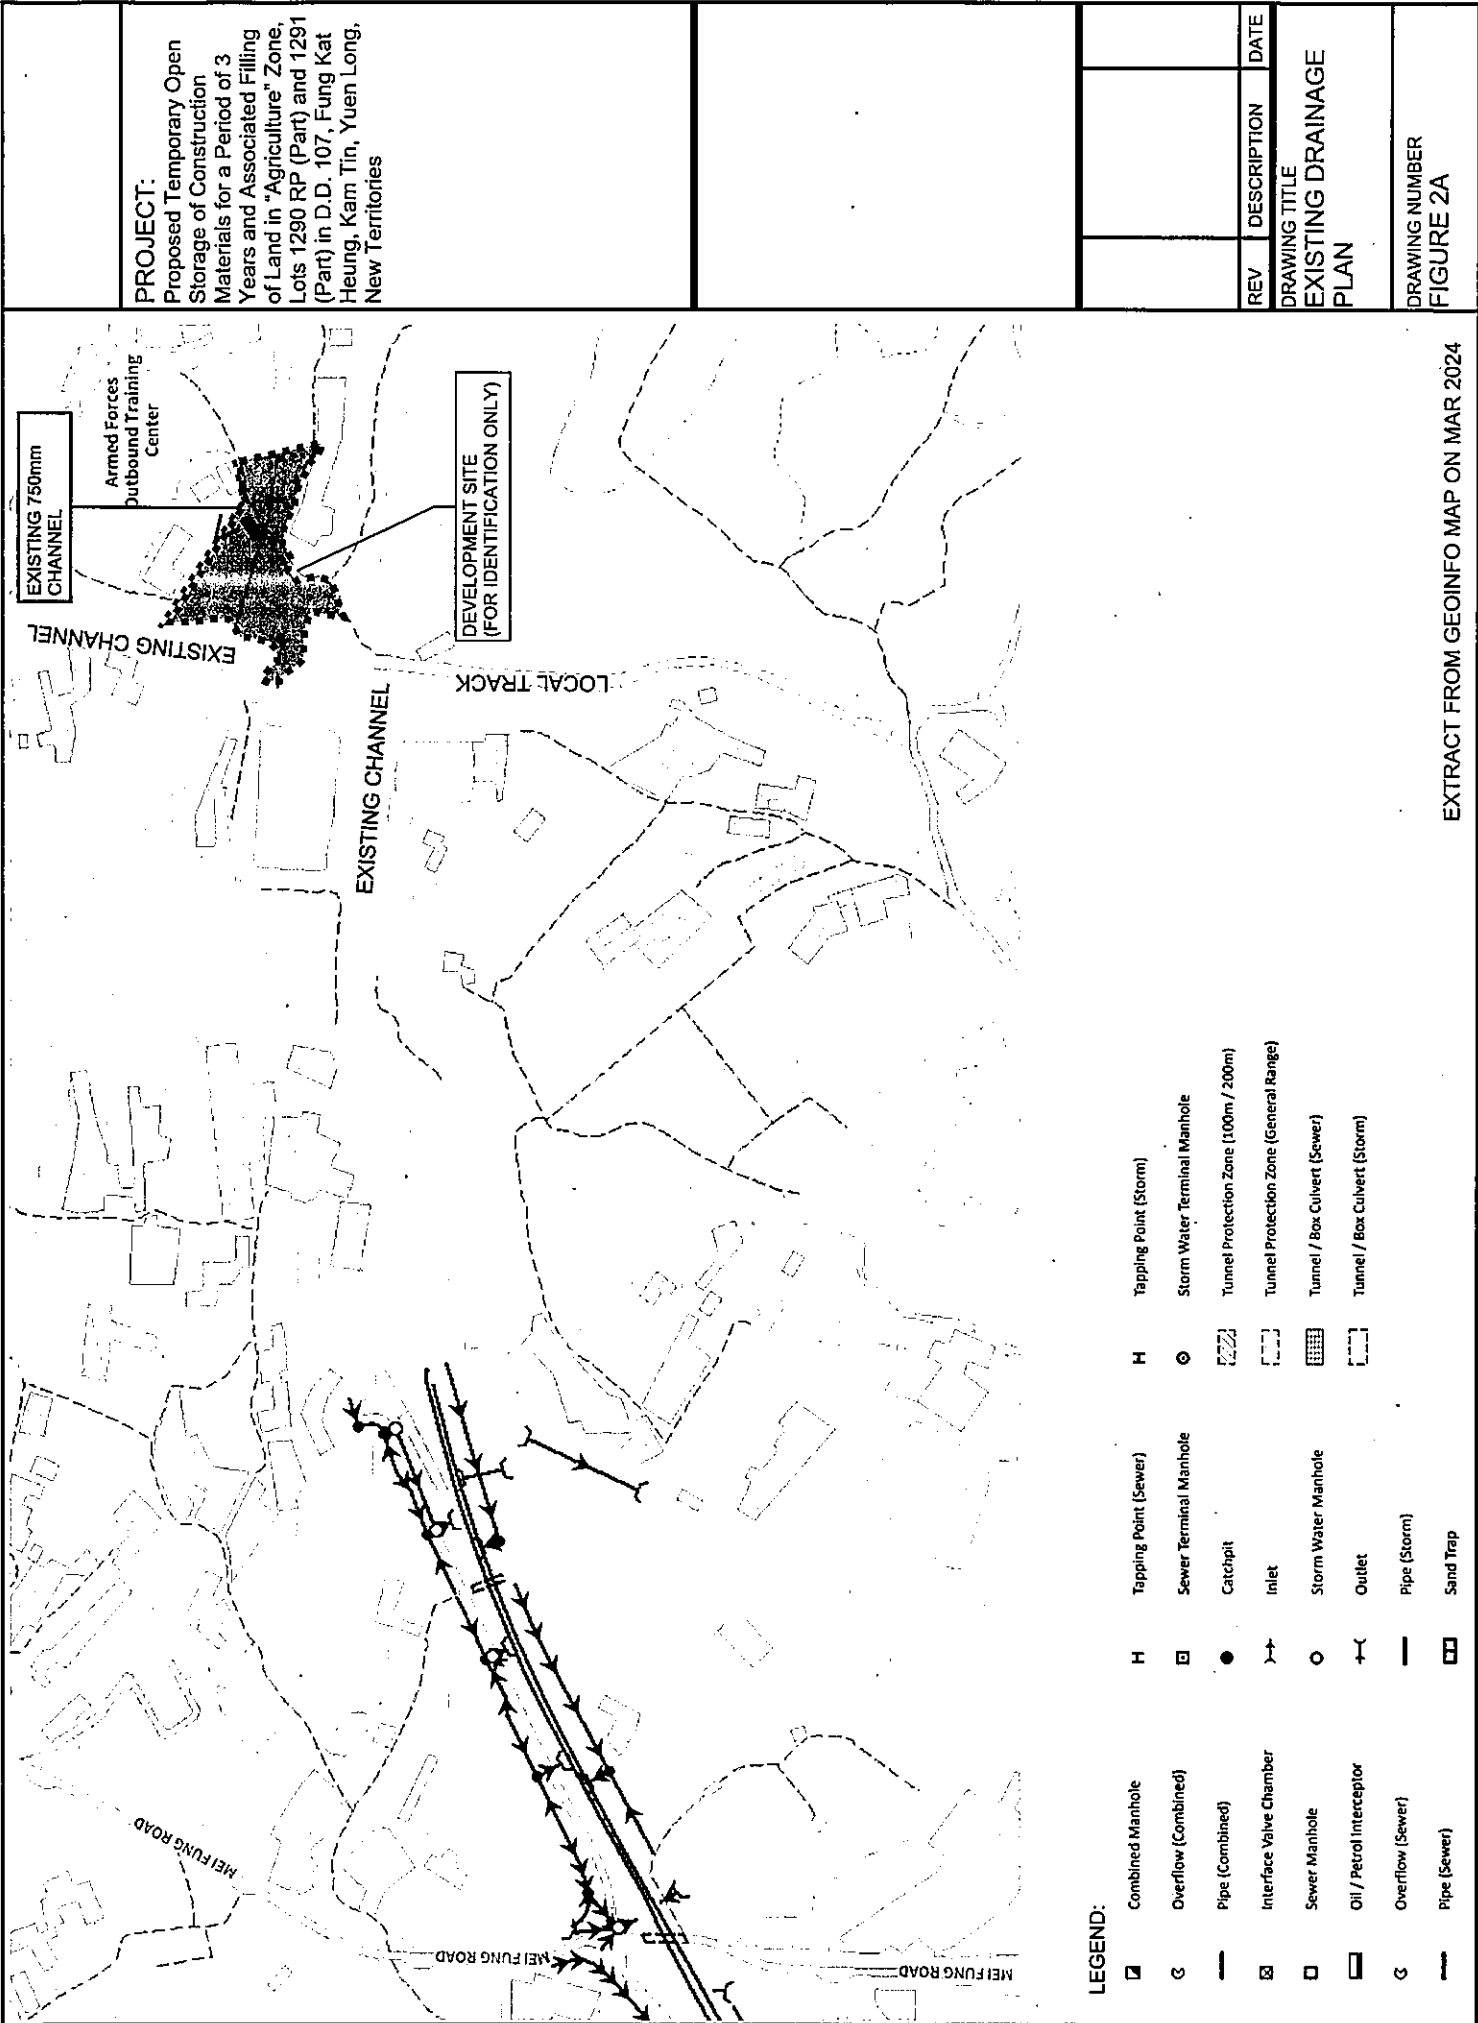 EXISTING 750mm
CHANNEL
Armed Forces
Outbound Training
Center
EXISTING CHANNEL
DEVELOPMENT SITE
(FOR IDENTIFICATION ONLY)
LOCAL TRACK
EXISTING CHANNEL
MEI FUNG ROAD
MEI FUNG ROAD
MEI FUNG ROAD
LEGEND:
Combined Manhole
Overflow (Combined)
Pipe (Combined)
Interface Valve Chamber
Sewer Manhole
Oil / Petrol Interceptor
Overflow (Sewer)
Pipe (Sewer)
Tapping Point (Sewer)
Sewer Terminal Manhole
Catchpit
Inlet
Storm Water Manhole
Outlet
Pipe (Storm)
Sand Trap
Tapping Point (Storm)
Storm Water Terminal Manhole
Tunnel Protection Zone (100m / 200m)
Tunnel Protection Zone (General Range)
Tunnel / Box Culvert (Sewer)
Tunnel / Box Culvert (Storm)
EXTRACT FROM GEOINFO MAP ON MAR 2024
PROJECT:
Proposed Temporary Open
Storage of Construction
Materials for a Period of 3
Years and Associated Filling
of Land in "Agriculture" Zone,
Lots 1290 RP (Part) and 1291
(Part) in D.D. 107, Fung Kat
Heung, Kam Tin, Yuen Long,
New Territories
REV DESCRIPTION DATE
DRAWING TITLE
EXISTING DRAINAGE
PLAN
DRAWING NUMBER
FIGURE 2A